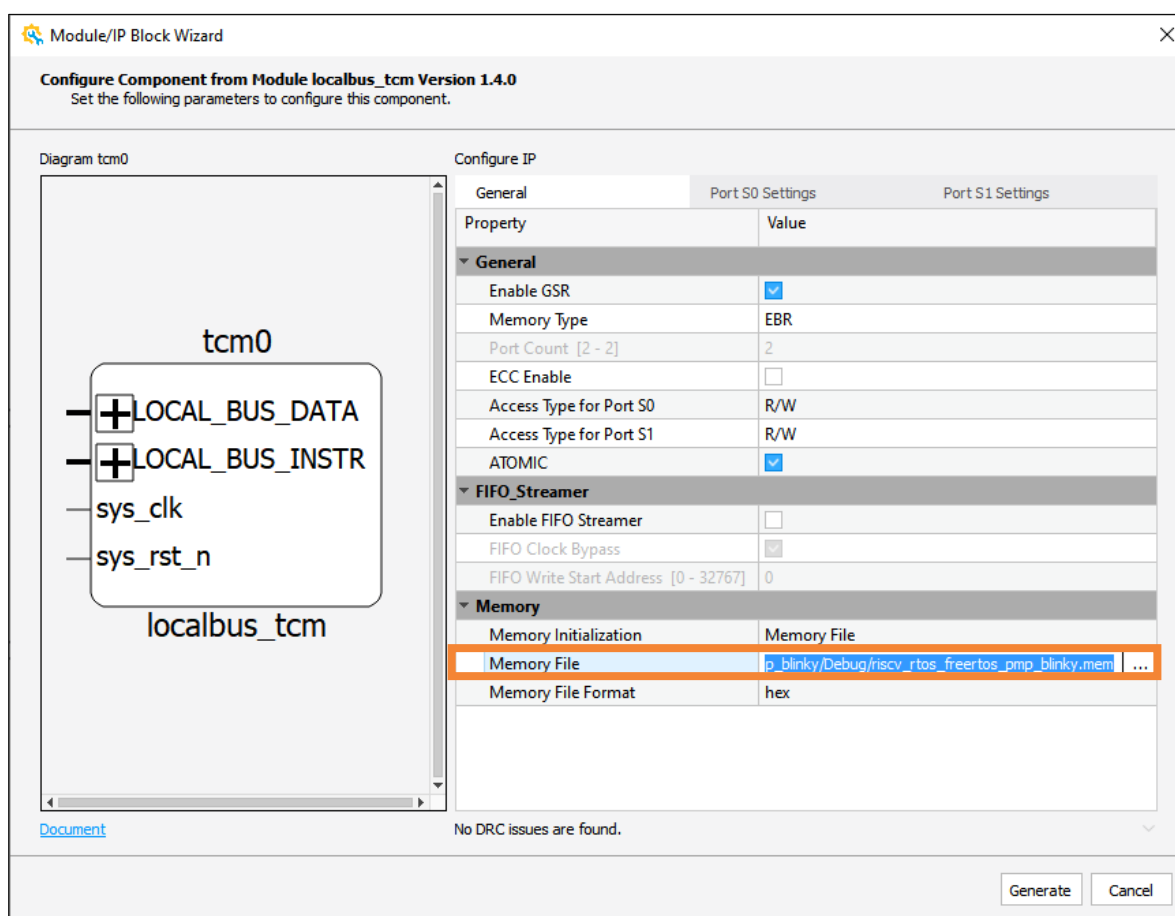 Module/IP Block Wizard
Configure Component from Module localbus_tcm Version 1.4.0
Set the following parameters to configure this component.
Diagram tcm0
tcm0
LOCAL_BUS_DATA
LOCAL_BUS_INSTR
sys_clk
sys_rst_n
localbus_tcm
Document
Configure IP
General Port S0 Settings Port S1 Settings
Property Value
General
Enable GSR
Memory Type EBR
Port Count [2 - 2] 2
ECC Enable
Access Type for Port S0 R/W
Access Type for Port S1 R/W
ATOMIC
FIFO_Streamer
Enable FIFO Streamer
FIFO Clock Bypass
FIFO Write Start Address [0 - 32767] 0
Memory
Memory Initialization Memory File
Memory File p_blinky/Debug/riscv_rtos_freertos_pmp_blinky.mem ...
Memory File Format hex
No DRC issues are found.
Generate Cancel